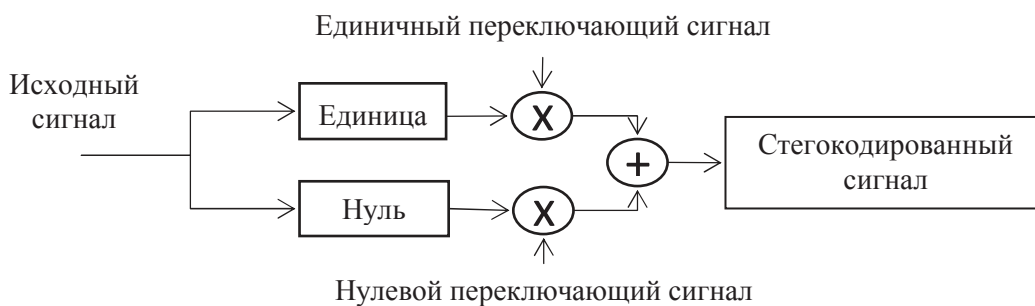 Единичный переключающий сигнал
Исходный
сигнал
Единица
X
+
Стегокодированный
сигнал
Нуль
X
Нулевой переключающий сигнал